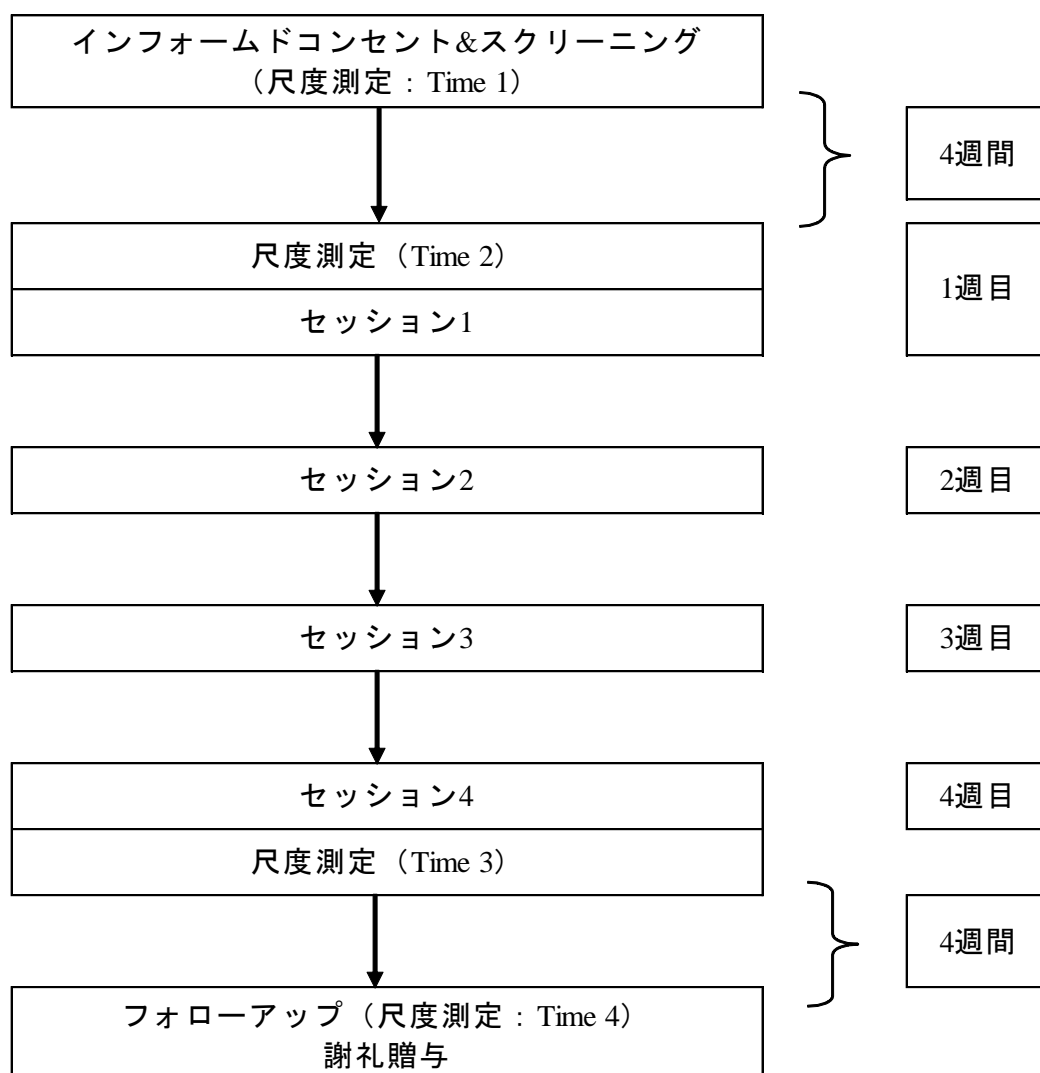 インフォームドコンセント&スクリーニング
（尺度測定：Time 1）
4週間
尺度測定（Time 2）
1週目
セッション1
セッション2
2週目
セッション3
3週目
セッション4
4週目
尺度測定（Time 3）
4週間
フォローアップ（尺度測定：Time 4）
謝礼贈与